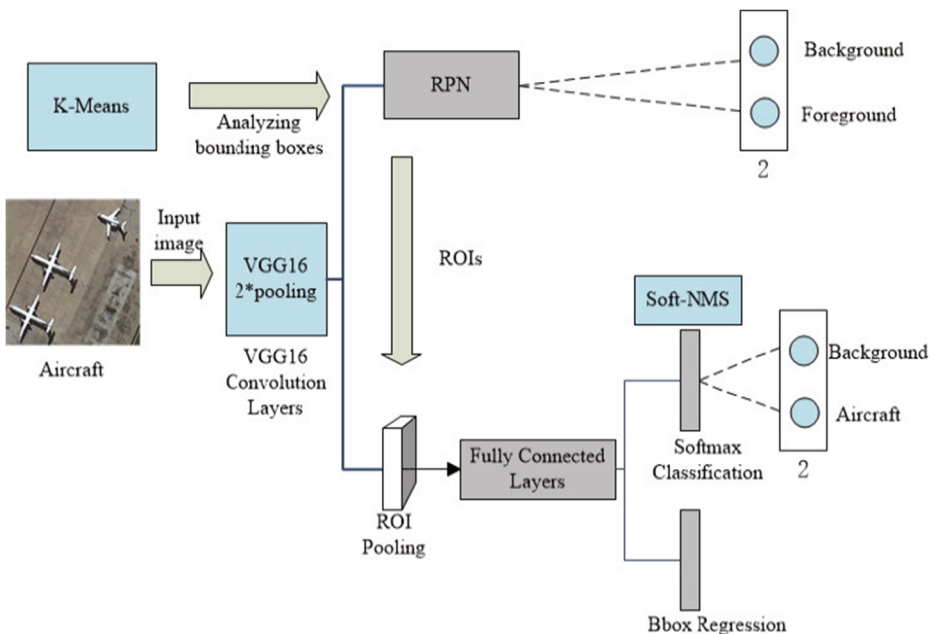 K-Means
Analyzing
bounding boxes
RPN
Background
Foreground
2
Input
image
Aircraft
VGG16
2*pooling
VGG16
Convolution
Layers
ROIs
Soft-NMS
Background
Aircraft
2
Softmax
Classification
Fully Connected
Layers
ROI
Pooling
Bbox Regression